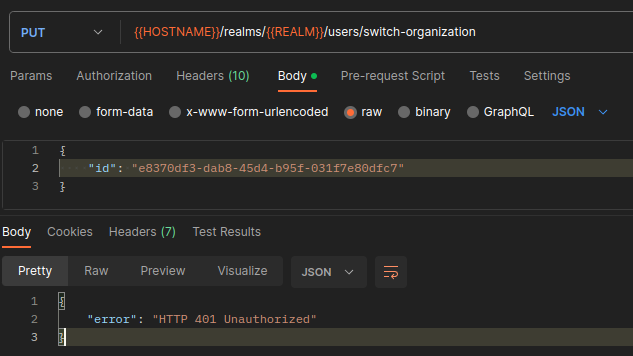 PUT {{HOSTNAME}}/realms/{{REALM}}/users/switch-organization
Params Authorization Headers (10) Body Pre-request Script Tests Settings
none form-data x-www-form-urlencoded raw binary GraphQL JSON
1 {
2 "id": "e8370df3-dab8-45d4-b95f-031f7e80dfc7"
3 }
Body Cookies Headers (7) Test Results
Pretty Raw Preview Visualize JSON
1 {
2 "error": "HTTP 401 Unauthorized"
3 }